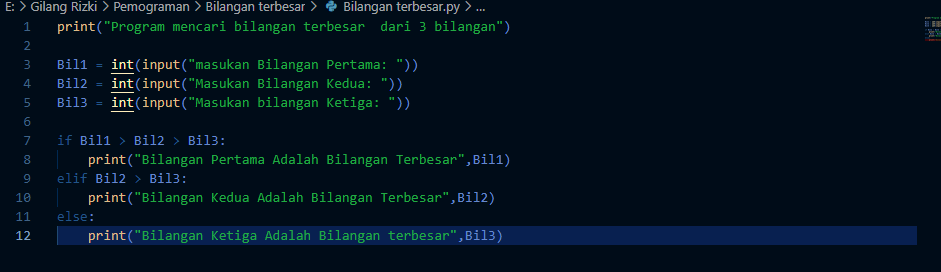 E: > Gilang Rizki > Pemograman > Bilangan terbesar > Bilangan terbesar.py > ...
1 print("Program mencari bilangan terbesar  dari 3 bilangan")
2
3 Bil1 = int(input("masukan Bilangan Pertama: "))
4 Bil2 = int(input("Masukan Bilangan Kedua: "))
5 Bil3 = int(input("Masukan bilangan Ketiga: "))
6
7 if Bil1 > Bil2 > Bil3:
8     print("Bilangan Pertama Adalah Bilangan Terbesar",Bil1)
9 elif Bil2 > Bil3:
10     print("Bilangan Kedua Adalah Bilangan Terbesar",Bil2)
11 else:
12     print("Bilangan Ketiga Adalah Bilangan terbesar",Bil3)